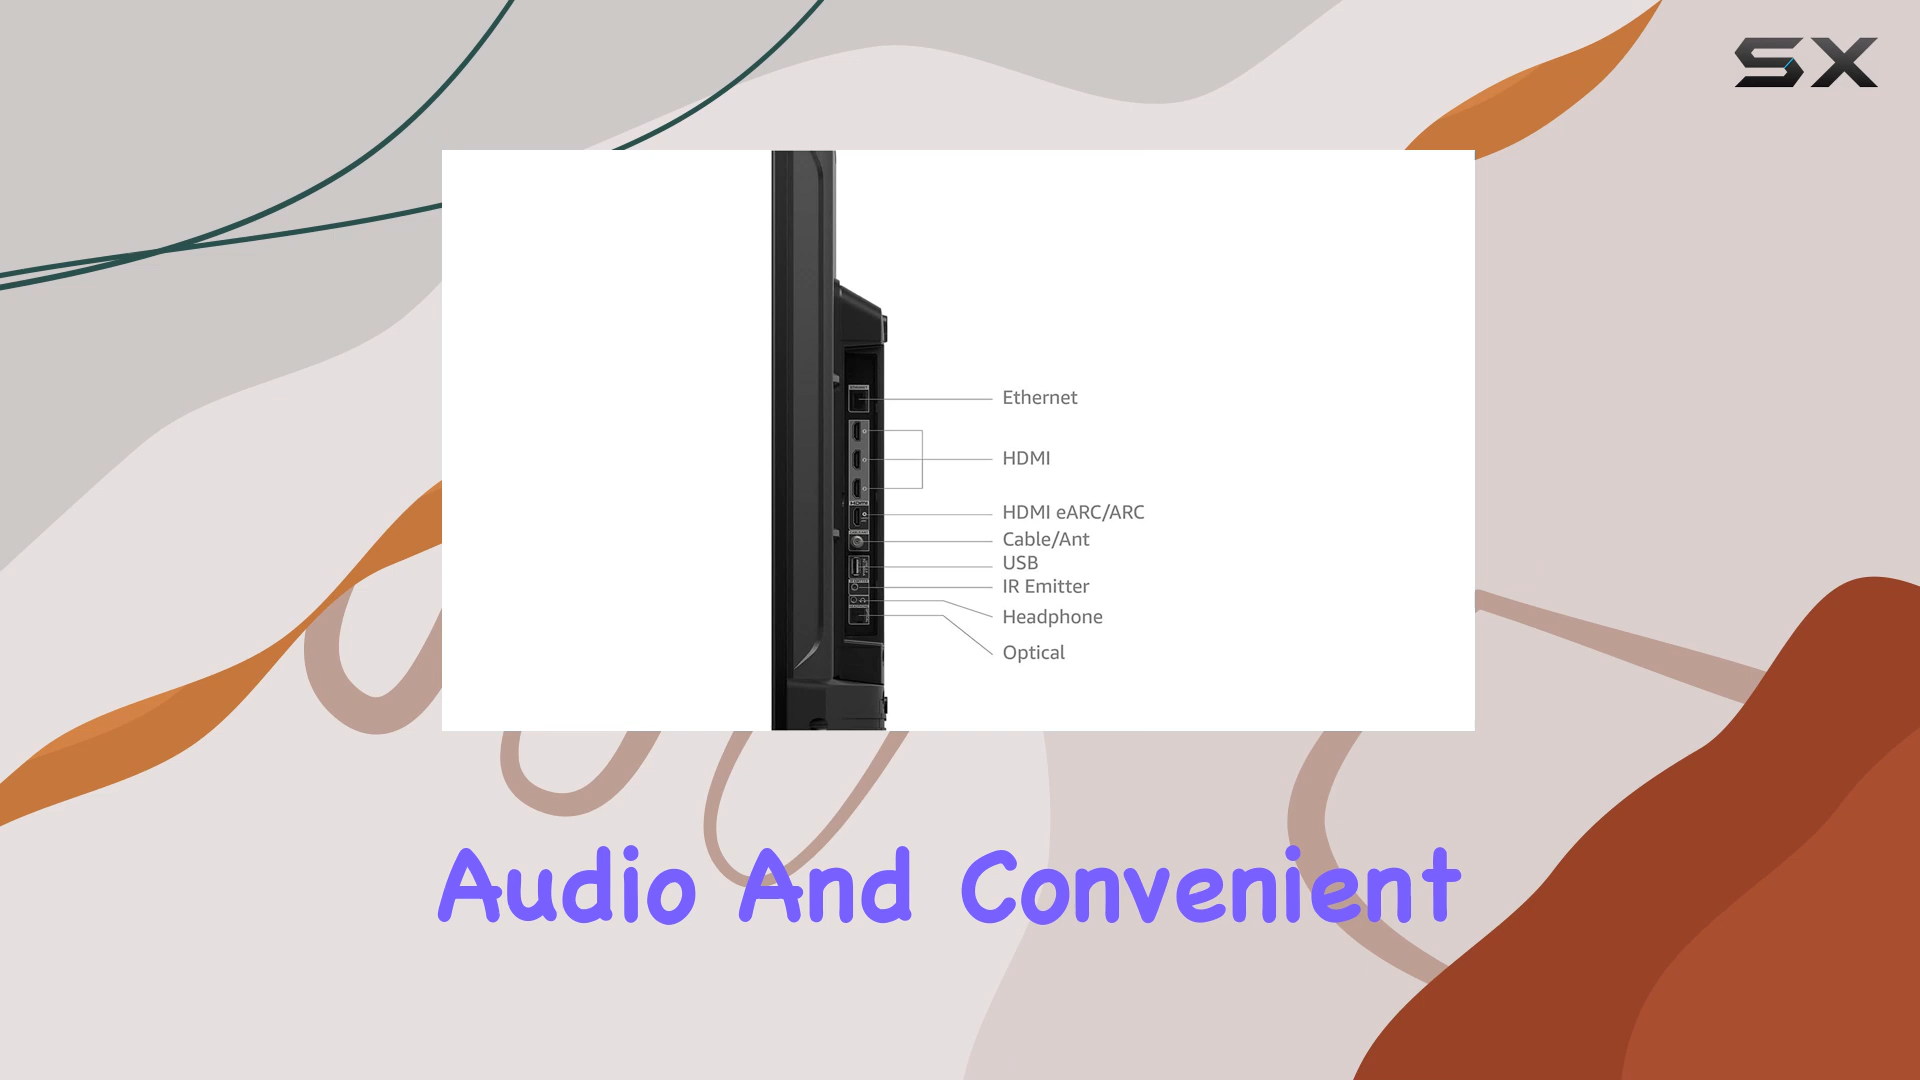 SX
Ethernet
HDMI
HDMI eARC/ARC
Cable/Ant
USB
IR Emitter
Headphone
Optical
Audio And Convenient